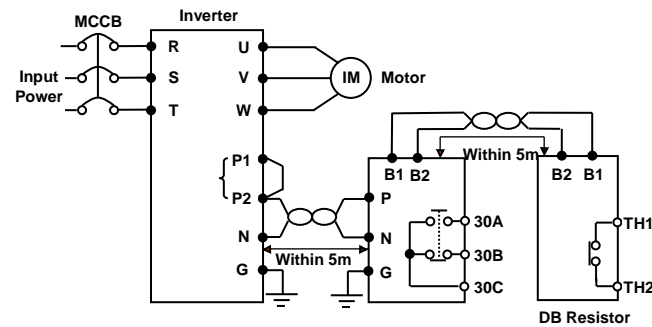 Inverter
MCCB
R
U
Input
S
V
IM
Motor
Power
T
W
Within 5m
P1
B1
B2
B2
B1
P2
P
N
N
30A
TH1
Within 5m
30B
G
G
30C
TH2
DB Resistor